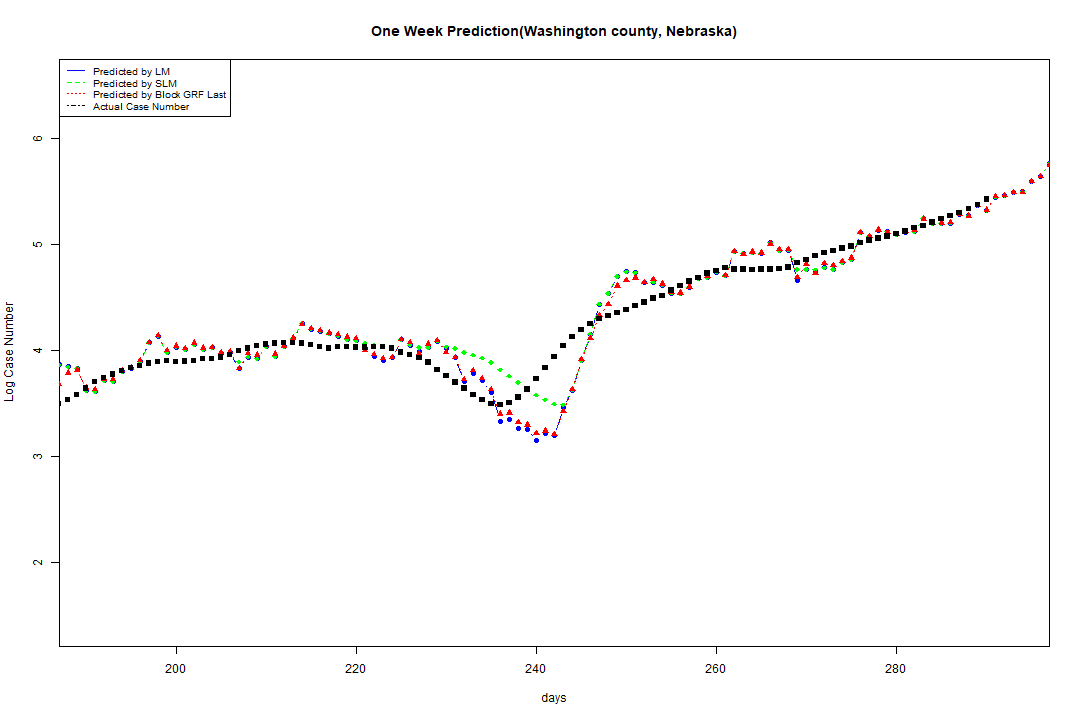 One Week Prediction(Washington county, Nebraska)
Predicted by LM
Predicted by SLM
Predicted by Block GRF Last
Actual Case Number
6
5
4
3
2
Log Case Number
200
220
240
260
280
days